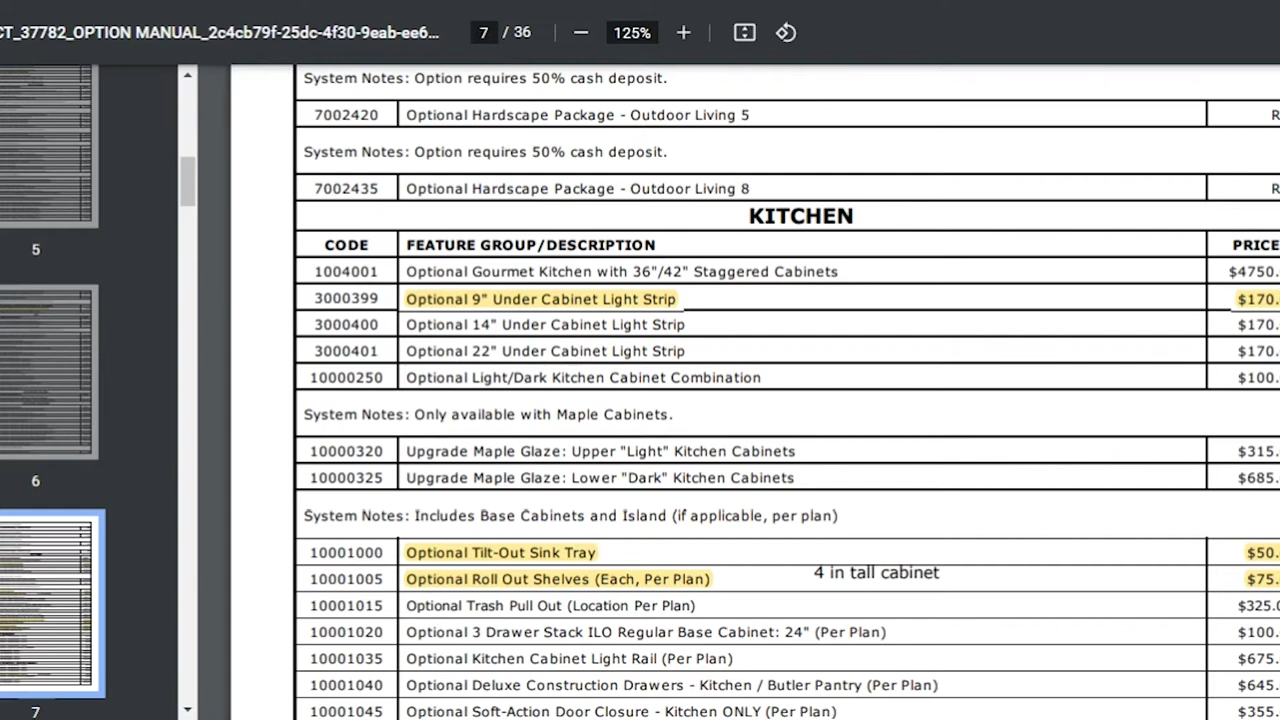 CT_37782_OPTION MANUAL_2c4cb79f-25dc-4f30-9eab-ee6... 7 / 36 125%
System Notes: Option requires 50% cash deposit.
7002420 Optional Hardscape Package - Outdoor Living 5 R
System Notes: Option requires 50% cash deposit.
7002435 Optional Hardscape Package - Outdoor Living 8 R
KITCHEN
CODE FEATURE GROUP/DESCRIPTION PRICE
1004001 Optional Gourmet Kitchen with 36"/42" Staggered Cabinets $4750.
3000399 Optional 9" Under Cabinet Light Strip $170.
3000400 Optional 14" Under Cabinet Light Strip $170.
3000401 Optional 22" Under Cabinet Light Strip $170.
10000250 Optional Light/Dark Kitchen Cabinet Combination $100.
System Notes: Only available with Maple Cabinets.
10000320 Upgrade Maple Glaze: Upper "Light" Kitchen Cabinets $315.
10000325 Upgrade Maple Glaze: Lower "Dark" Kitchen Cabinets $685.
System Notes: Includes Base Cabinets and Island (if applicable, per plan)
10001000 Optional Tilt-Out Sink Tray $50.
10001005 Optional Roll Out Shelves (Each, Per Plan) 4 in tall cabinet $75.
10001015 Optional Trash Pull Out (Location Per Plan) $325.0
10001020 Optional 3 Drawer Stack ILO Regular Base Cabinet: 24" (Per Plan) $100.
10001035 Optional Kitchen Cabinet Light Rail (Per Plan) $675.
10001040 Optional Deluxe Construction Drawers - Kitchen / Butler Pantry (Per Plan) $645.
10001045 Optional Soft-Action Door Closure - Kitchen ONLY (Per Plan) $355.
5
6
7